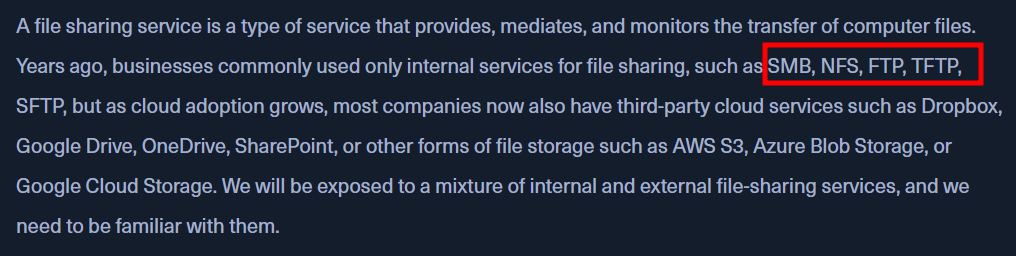 A file sharing service is a type of service that provides, mediates, and monitors the transfer of computer files.
Years ago, businesses commonly used only internal services for file sharing, such as SMB, NFS, FTP, TFTP,
SFTP, but as cloud adoption grows, most companies now also have third-party cloud services such as Dropbox,
Google Drive, OneDrive, SharePoint, or other forms of file storage such as AWS S3, Azure Blob Storage, or
Google Cloud Storage. We will be exposed to a mixture of internal and external file-sharing services, and we
need to be familiar with them.